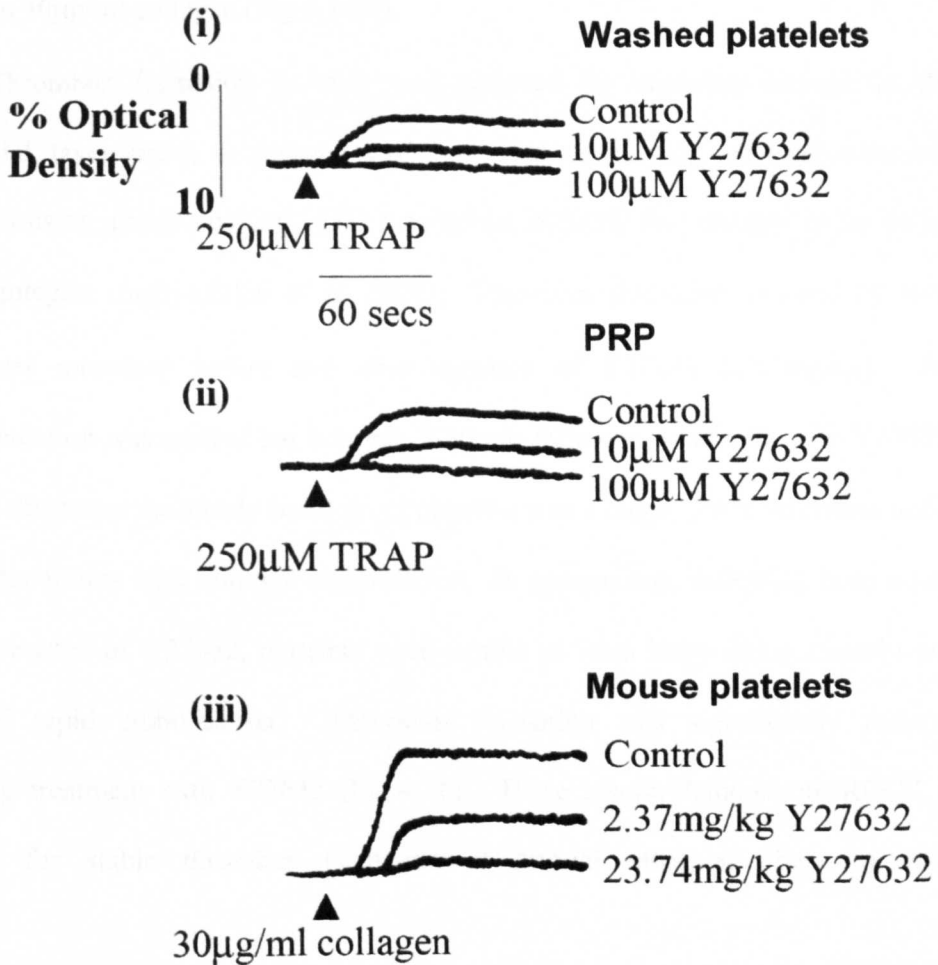 (i)
Washed platelets
0
% Optical
Density
10
Control
10µM Y27632
100µM Y27632
250µM TRAP
60 secs
PRP
(ii)
Control
10µM Y27632
100µM Y27632
250µM TRAP
Mouse platelets
(iii)
Control
2.37mg/kg Y27632
23.74mg/kg Y27632
30µg/ml collagen